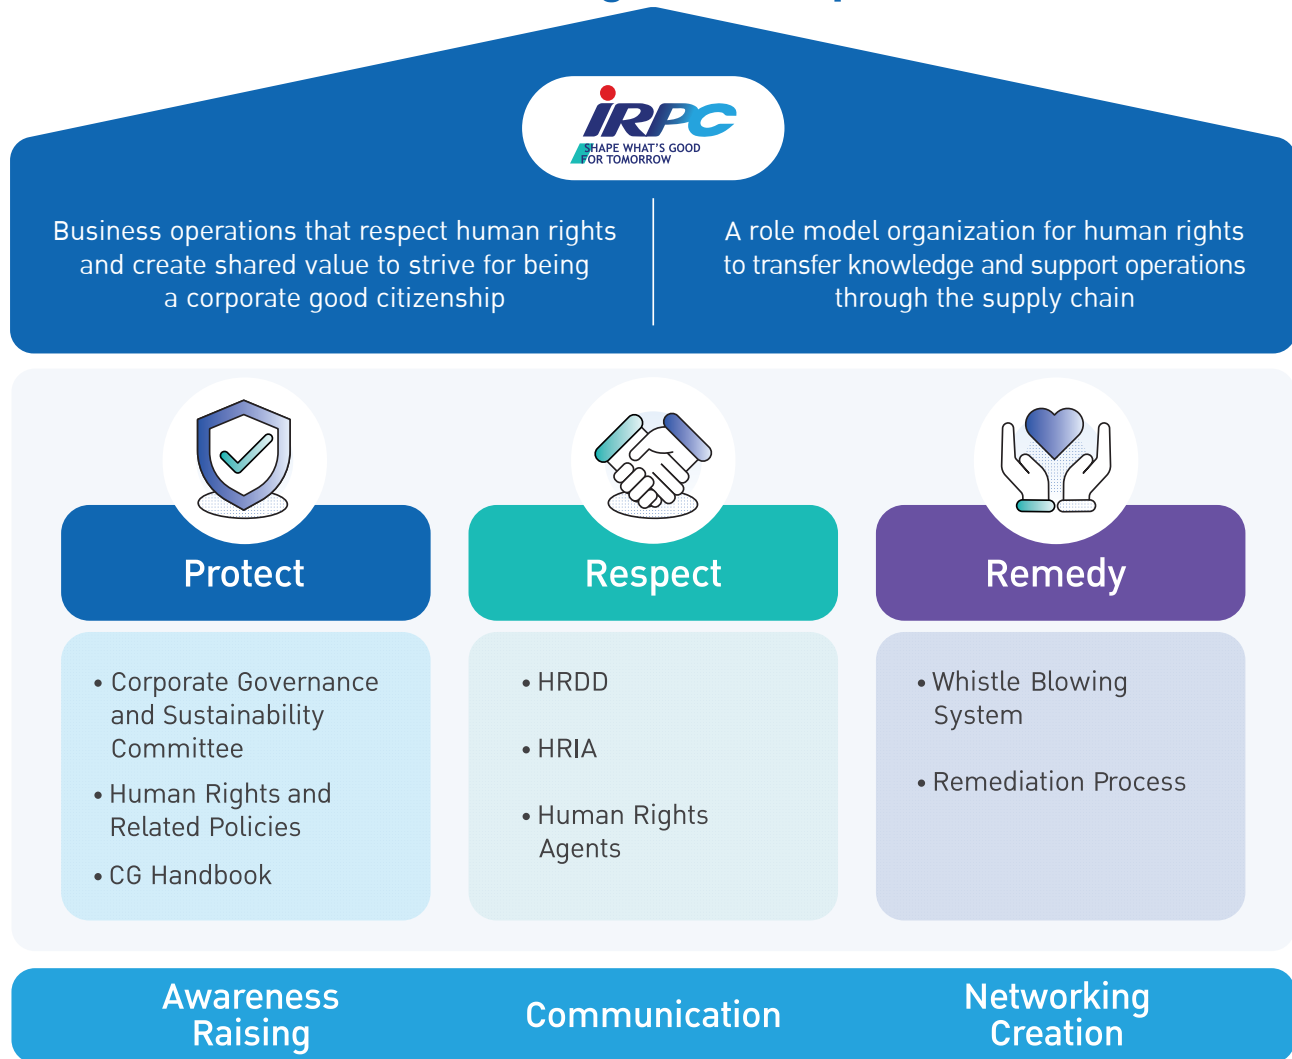 iRPC
SHAPE WHAT'S GOOD
FOR TOMORROW
Business operations that respect human rights
and create shared value to strive for being
a corporate good citizenship
A role model organization for human rights
to transfer knowledge and support operations
through the supply chain
Protect
• Corporate Governance
and Sustainability
Committee
• Human Rights and
Related Policies
• CG Handbook
Respect
• HRDD
• HRIA
• Human Rights
Agents
Remedy
• Whistle Blowing
System
• Remediation Process
Awareness
Raising
Communication
Networking
Creation